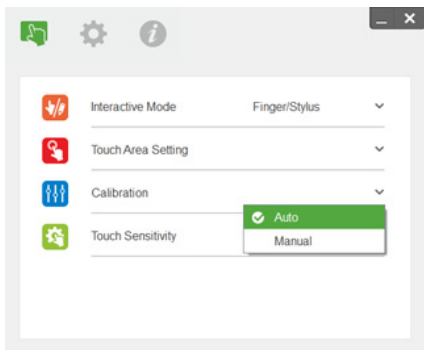 Interactive Mode Finger/Stylus
Touch Area Setting
Calibration
Auto
Touch Sensitivity
Manual